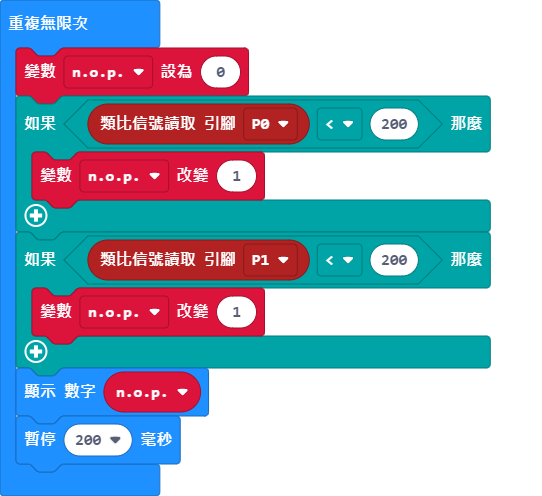 重複無限次
變數 n.o.p. 設為 0
如果 類比信號讀取 引腳 P0 < 200 那麼
變數 n.o.p. 改變 1
如果 類比信號讀取 引腳 P1 < 200 那麼
變數 n.o.p. 改變 1
顯示 數字 n.o.p.
暫停 200 毫秒